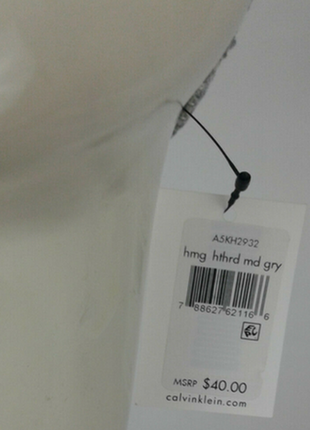 A5KH2932
hmg hthrd md gry
7 88627 62116 6
MSRP $40.00
calvinklein.com